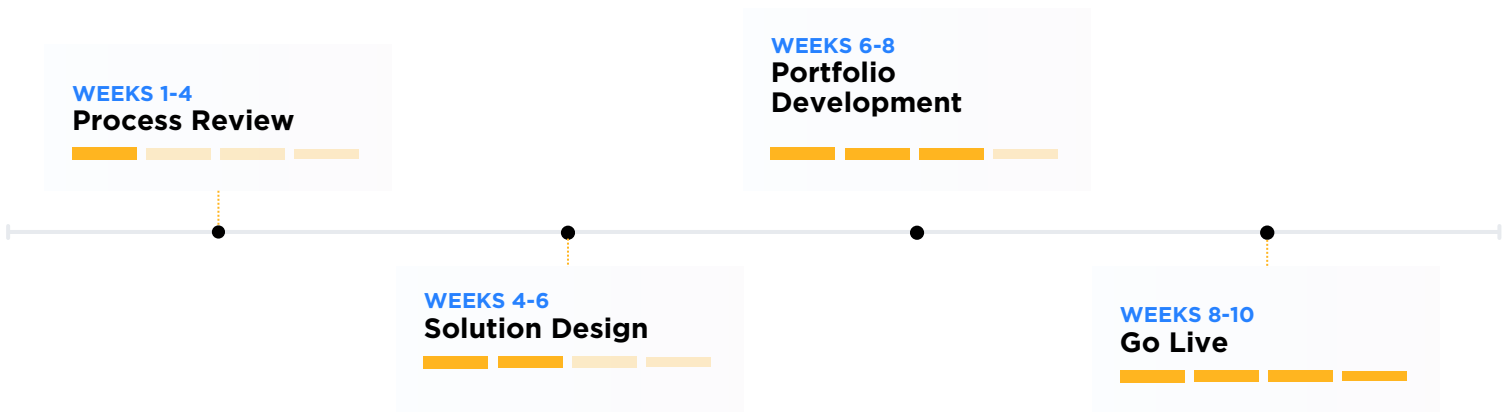 WEEKS 1-4
Process Review
WEEKS 4-6
Solution Design
WEEKS 6-8
Portfolio
Development
WEEKS 8-10
Go Live